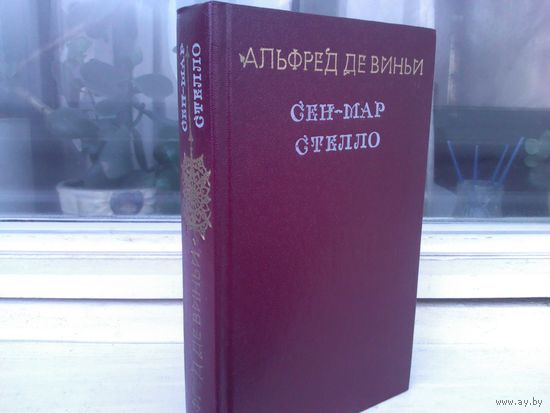 АЛЬФРЕД ДЕ ВИНЬИ
СЕН-МАР
СТЕЛЛО
СЕН-МАР
СТЕЛЛО
ДЕ ВИНЬИ
www.ay.by